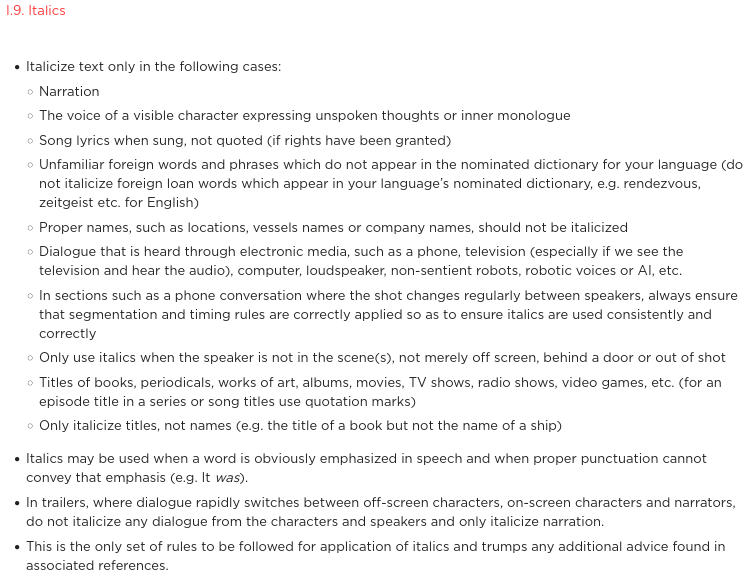 I.9. Italics
• Italicize text only in the following cases:
○ Narration
○ The voice of a visible character expressing unspoken thoughts or inner monologue
○ Song lyrics when sung, not quoted (if rights have been granted)
○ Unfamiliar foreign words and phrases which do not appear in the nominated dictionary for your language (do
not italicize foreign loan words which appear in your language's nominated dictionary, e.g. rendezvous,
zeitgeist etc. for English)
○ Proper names, such as locations, vessels names or company names, should not be italicized
○ Dialogue that is heard through electronic media, such as a phone, television (especially if we see the
television and hear the audio), computer, loudspeaker, non-sentient robots, robotic voices or AI, etc.
○ In sections such as a phone conversation where the shot changes regularly between speakers, always ensure
that segmentation and timing rules are correctly applied so as to ensure italics are used consistently and
correctly
○ Only use italics when the speaker is not in the scene(s), not merely off screen, behind a door or out of shot
○ Titles of books, periodicals, works of art, albums, movies, TV shows, radio shows, video games, etc. (for an
episode title in a series or song titles use quotation marks)
○ Only italicize titles, not names (e.g. the title of a book but not the name of a ship)
• Italics may be used when a word is obviously emphasized in speech and when proper punctuation cannot
convey that emphasis (e.g. It was).
• In trailers, where dialogue rapidly switches between off-screen characters, on-screen characters and narrators,
do not italicize any dialogue from the characters and speakers and only italicize narration.
• This is the only set of rules to be followed for application of italics and trumps any additional advice found in
associated references.